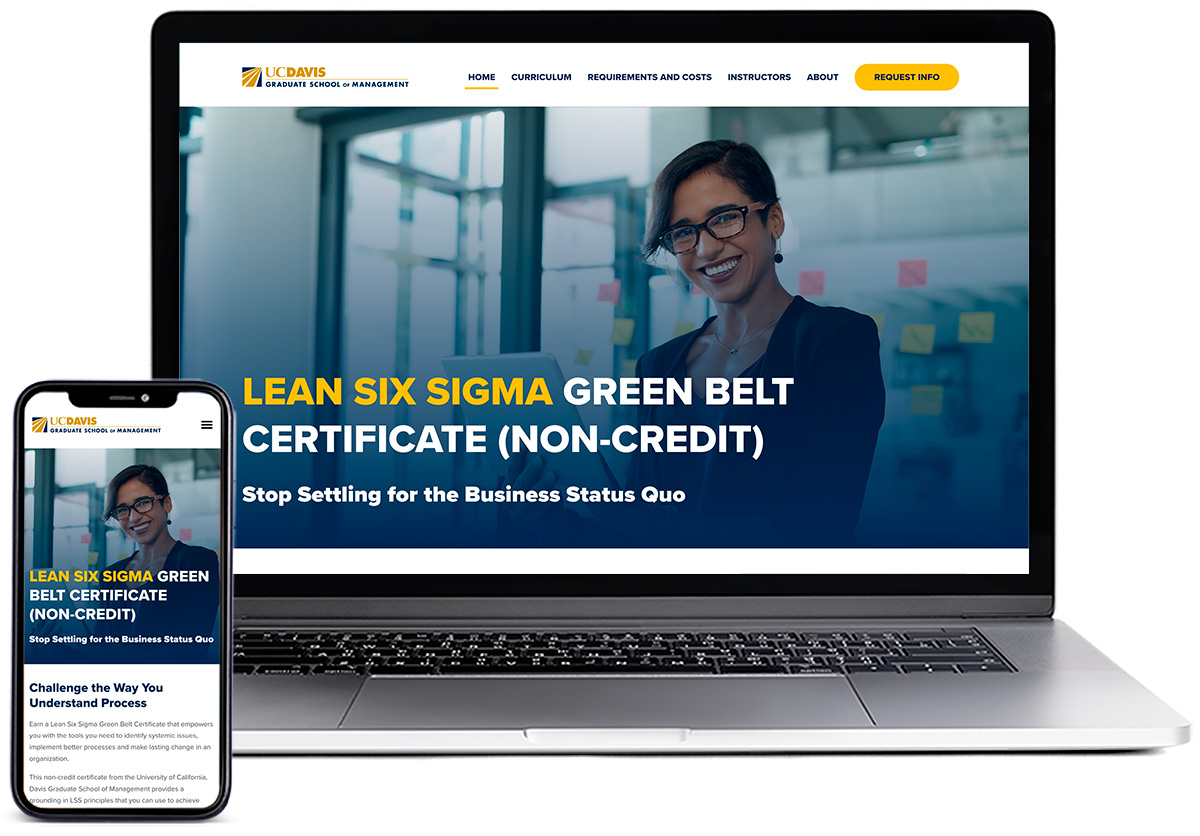 UCDAVIS
GRADUATE SCHOOL OF MANAGEMENT
HOME CURRICULUM REQUIREMENTS AND COSTS INSTRUCTORS ABOUT REQUEST INFO
LEAN SIX SIGMA GREEN BELT
CERTIFICATE (NON-CREDIT)
Stop Settling for the Business Status Quo
UCDAVIS
GRADUATE SCHOOL OF MANAGEMENT
LEAN SIX SIGMA GREEN
BELT CERTIFICATE
(NON-CREDIT)
Stop Settling for the Business Status Quo
Challenge the Way You
Understand Process
Earn a Lean Six Sigma Green Belt Certificate that empowers
you with the tools you need to identify systemic issues,
implement better processes and make lasting change in an
organization.
This non-credit certificate from the University of California,
Davis Graduate School of Management provides a
grounding in LSS principles that you can use to achieve